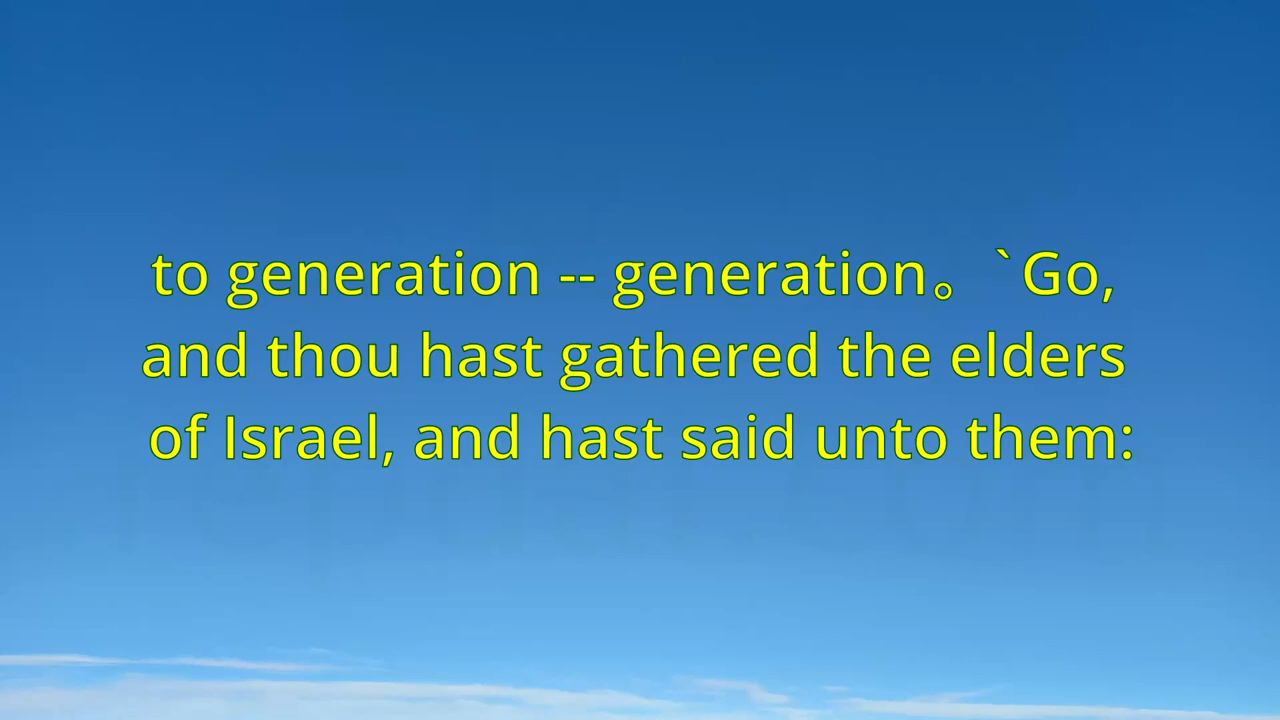 to generation -- generation。 `Go,
and thou hast gathered the elders
of Israel, and hast said unto them: